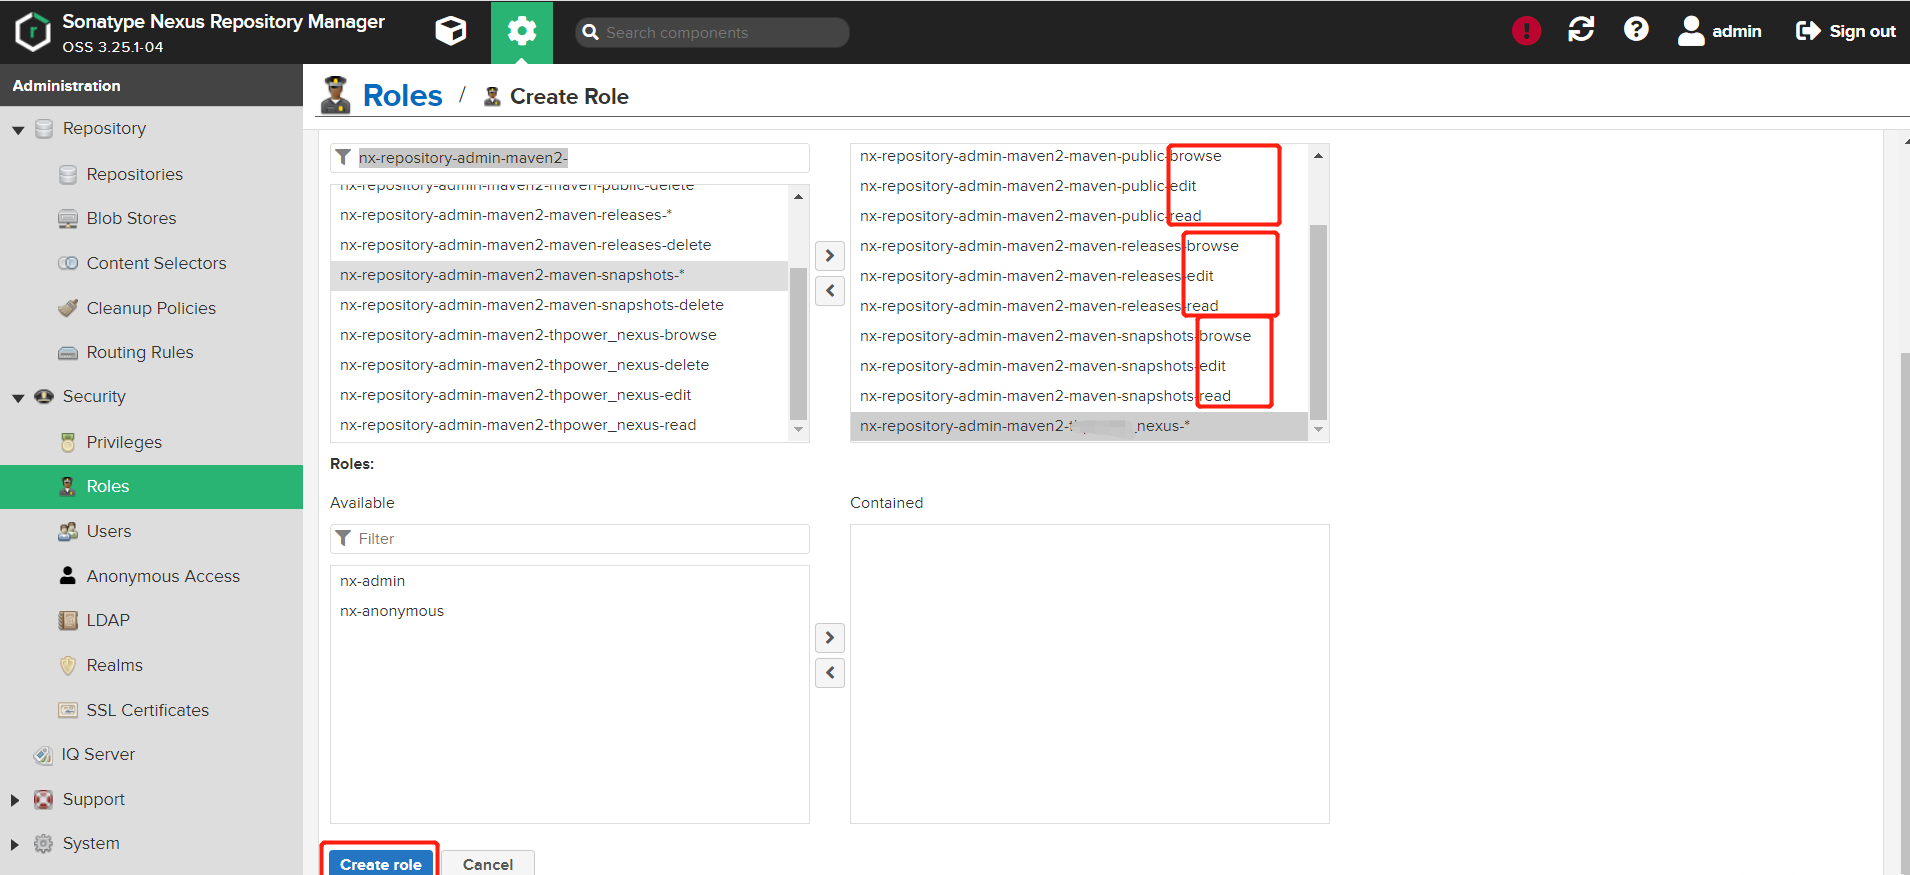 Sonatype Nexus Repository Manager
OSS 3.25.1-04
Search components
admin
Sign out
Administration
Repository
Repositories
Blob Stores
Content Selectors
Cleanup Policies
Routing Rules
Security
Privileges
Roles
Users
Anonymous Access
LDAP
Realms
SSL Certificates
IQ Server
Support
System
Roles / Create Role
nx-repository-admin-maven2-
nx-repository-admin-maven2-maven-public-delete
nx-repository-admin-maven2-maven-releases-*
nx-repository-admin-maven2-maven-releases-delete
nx-repository-admin-maven2-maven-snapshots-*
nx-repository-admin-maven2-maven-snapshots-delete
nx-repository-admin-maven2-thpower_nexus-browse
nx-repository-admin-maven2-thpower_nexus-delete
nx-repository-admin-maven2-thpower_nexus-edit
nx-repository-admin-maven2-thpower_nexus-read
nx-repository-admin-maven2-maven-public-browse
nx-repository-admin-maven2-maven-public-edit
nx-repository-admin-maven2-maven-public-read
nx-repository-admin-maven2-maven-releases-browse
nx-repository-admin-maven2-maven-releases-edit
nx-repository-admin-maven2-maven-releases-read
nx-repository-admin-maven2-maven-snapshots-browse
nx-repository-admin-maven2-maven-snapshots-edit
nx-repository-admin-maven2-maven-snapshots-read
nx-repository-admin-maven2- _nexus-*
Roles:
Available
Filter
nx-admin
nx-anonymous
Contained
Create role
Cancel